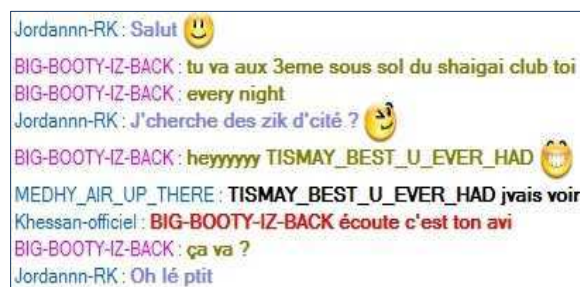 Jordannn-RK : Salut
BIG-BOOTY-IZ-BACK : tu va aux 3eme sous sol du shaigai club toi
BIG-BOOTY-IZ-BACK : every night
Jordannn-RK : J'cherche des zik d'cité ?
BIG-BOOTY-IZ-BACK : heyyyyyy TISMAY_BEST_U_EVER_HAD
MEDHY_AIR_UP_THERE : TISMAY_BEST_U_EVER_HAD jvais voir
Khessan-officiel : BIG-BOOTY-IZ-BACK écoute c'est ton avi
BIG-BOOTY-IZ-BACK : ça va ?
Jordannn-RK : Oh lé ptit